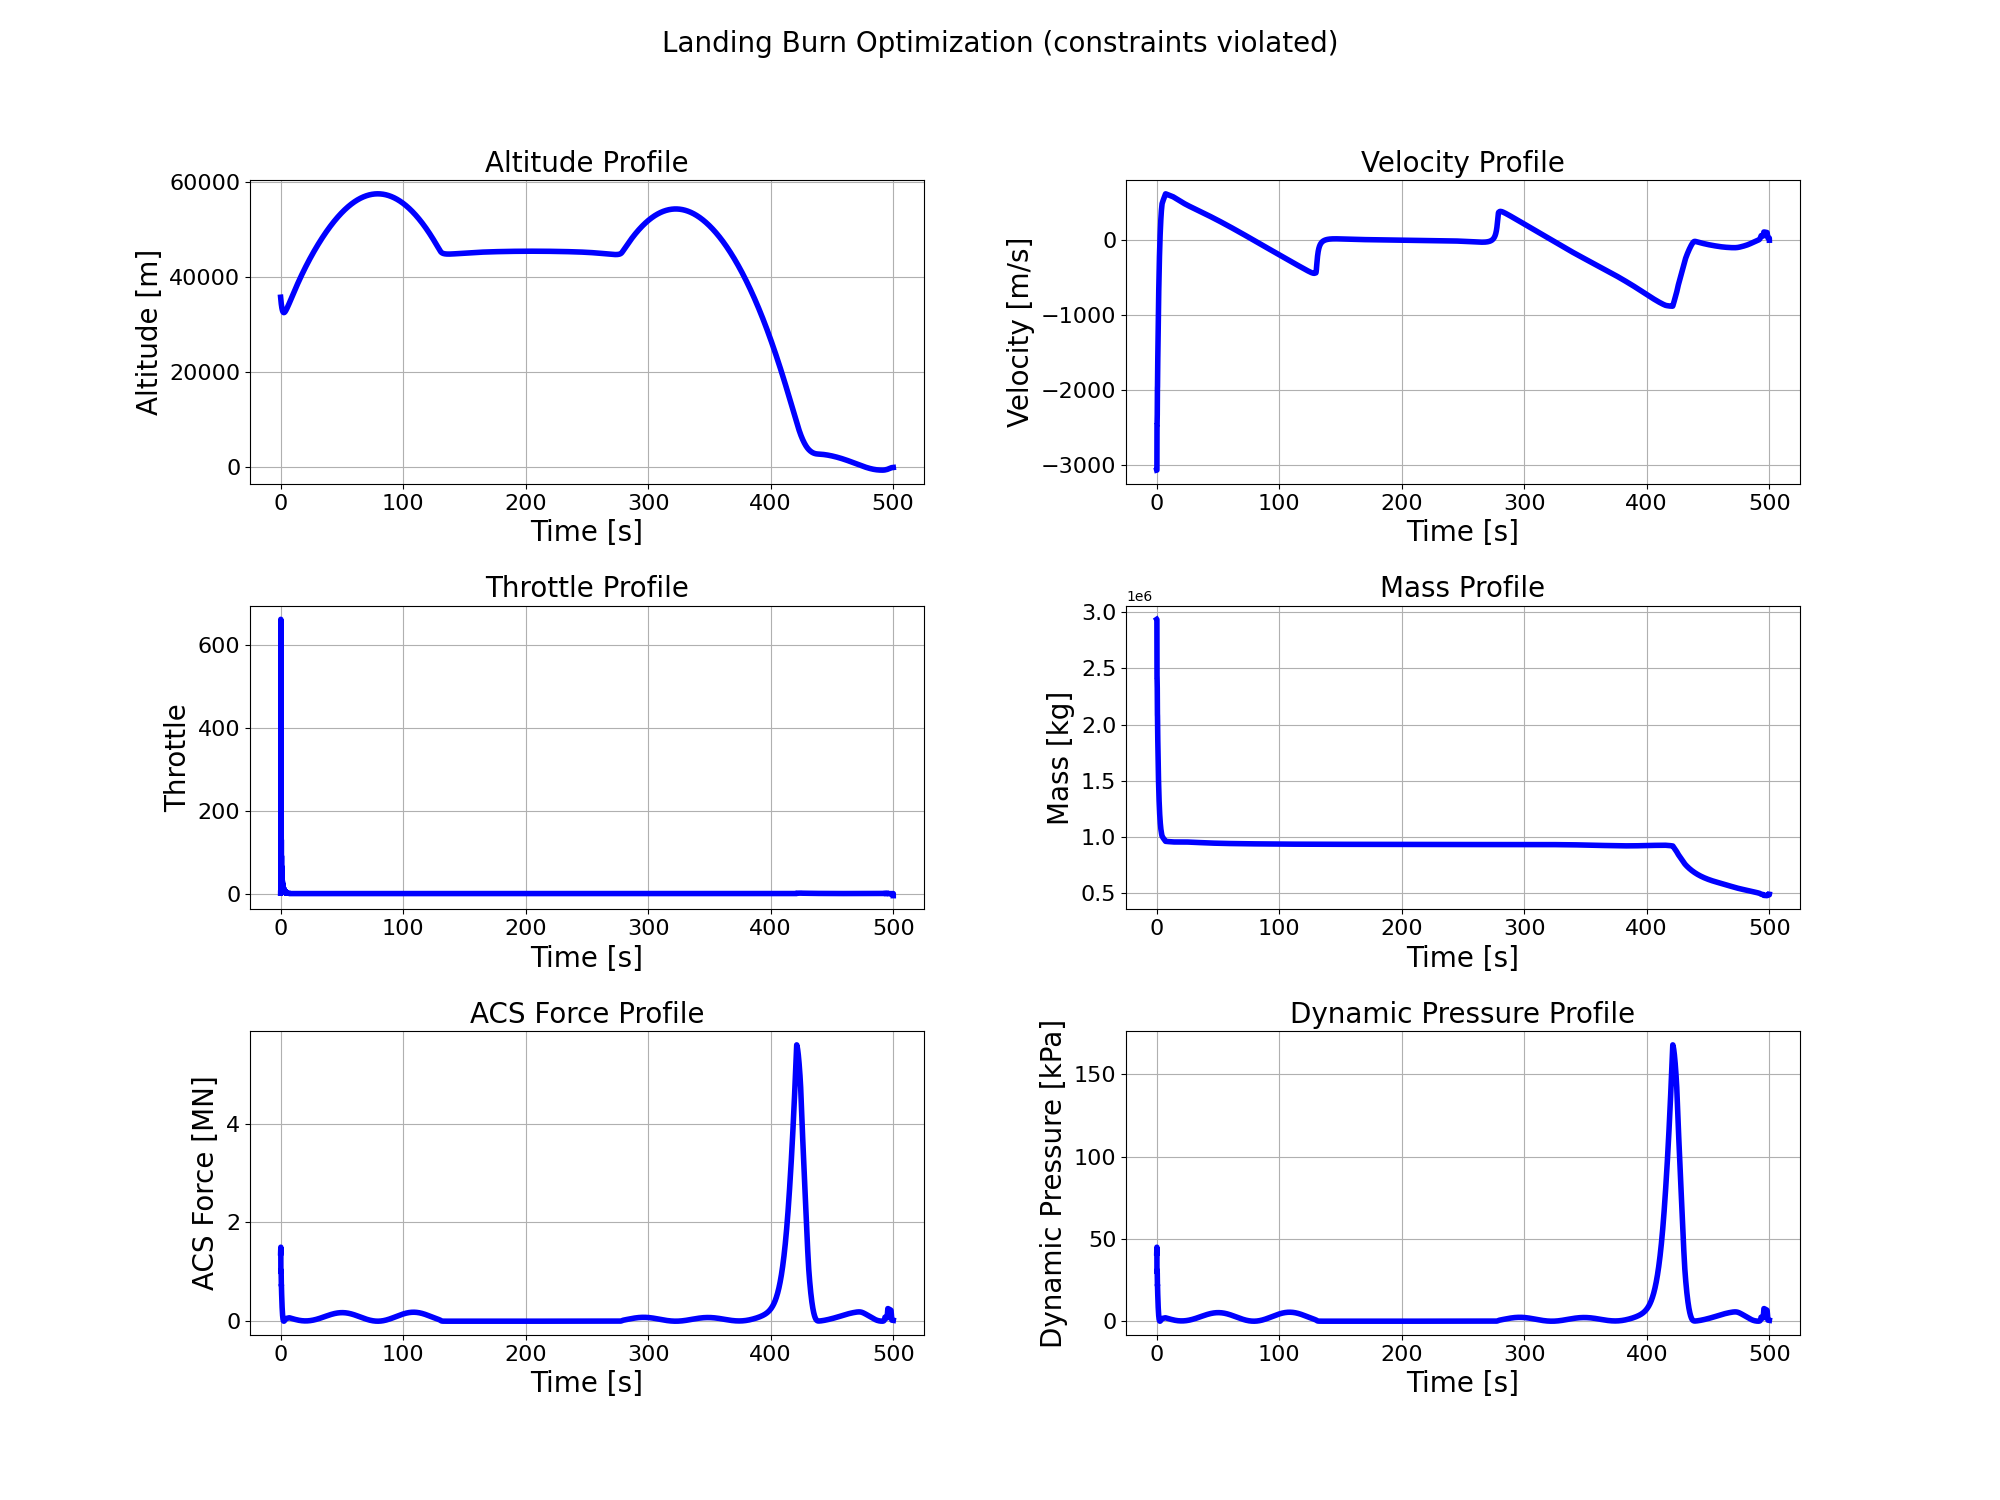 Landing Burn Optimization (constraints violated)
Altitude Profile
Altitude [m]
60000
40000
20000
0
0 100 200 300 400 500
Time [s]
Velocity Profile
Velocity [m/s]
0
−1000
−2000
−3000
0 100 200 300 400 500
Time [s]
Throttle Profile
Throttle
600
400
200
0
0 100 200 300 400 500
Time [s]
Mass Profile
1e6
Mass [kg]
3.0
2.5
2.0
1.5
1.0
0.5
0 100 200 300 400 500
Time [s]
ACS Force Profile
ACS Force [MN]
4
2
0
0 100 200 300 400 500
Time [s]
Dynamic Pressure Profile
Dynamic Pressure [kPa]
150
100
50
0
0 100 200 300 400 500
Time [s]